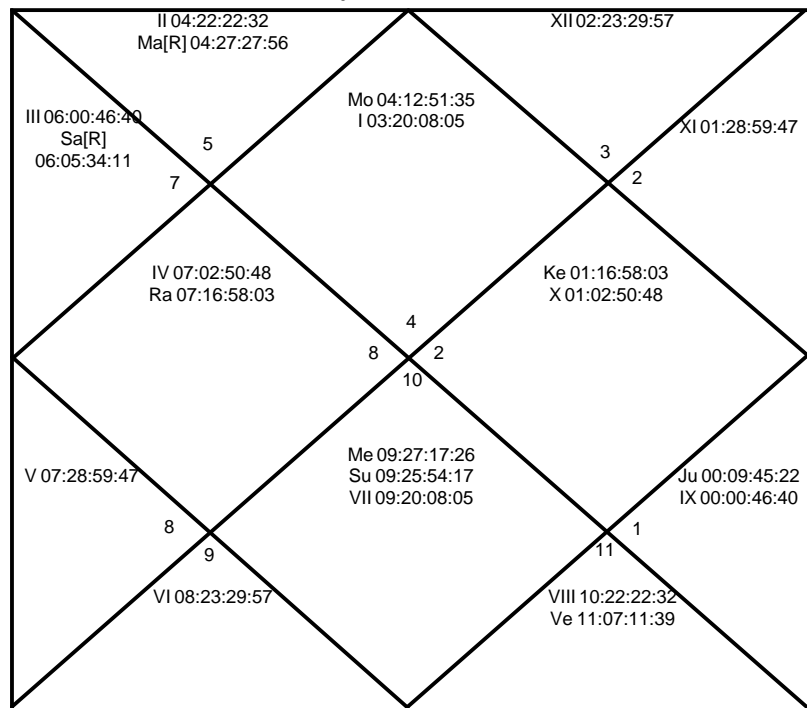 II 04:22:22:32
Ma[R] 04:27:27:56
XII 02:23:29:57
Mo 04:12:51:35
I 03:20:08:05
III 06:00:46:40
Sa[R]
06:05:34:11
XI 01:28:59:47
5
3
7
2
IV 07:02:50:48
Ra 07:16:58:03
Ke 01:16:58:03
X 01:02:50:48
4
8
2
10
Me 09:27:17:26
Su 09:25:54:17
VII 09:20:08:05
V 07:28:59:47
Ju 00:09:45:22
IX 00:00:46:40
8
1
9
11
VI 08:23:29:57
VIII 10:22:22:32
Ve 11:07:11:39